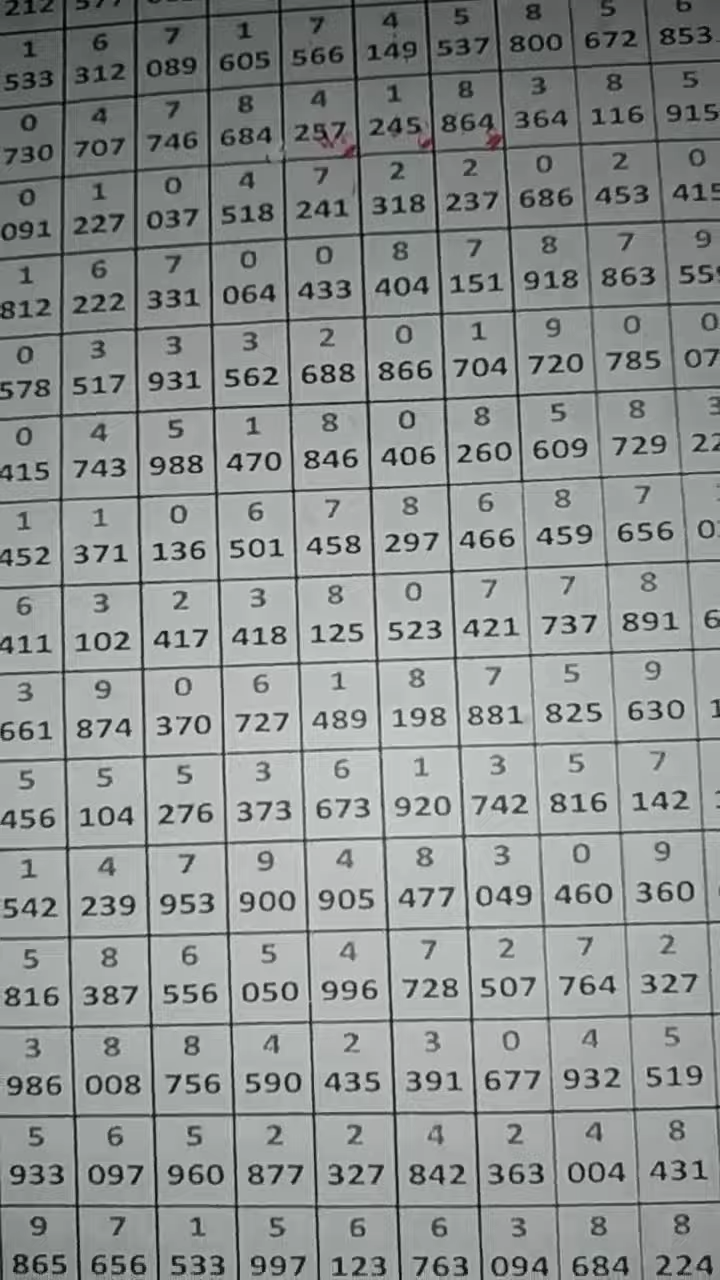 212
1 6 7 1 7 4 5 8 5 6
533 312 089 605 566 149 537 800 672 853
0 4 7 8 4 1 8 3 8 5
730 707 746 684 257 245 864 364 116 915
0 1 0 4 7 2 2 0 2 0
091 227 037 518 241 318 237 686 453 415
1 6 7 0 0 8 7 8 7 9
812 222 331 064 433 404 151 918 863
0 3 3 3 2 0 1 9 0 0
578 517 931 562 688 866 704 720 785 07
0 4 5 1 8 0 8 5 8 3
415 743 988 470 846 406 260 609 729 22
1 1 0 6 7 8 6 8 7
452 371 136 501 458 297 466 459 656 0
6 3 2 3 8 0 7 7 8
411 102 417 418 125 523 421 737 891 6
3 9 0 6 1 8 7 5 9
661 874 370 727 489 198 881 825 630 1
5 5 5 3 6 1 3 5 7
456 104 276 373 673 920 742 816 142
1 4 7 9 4 8 3 0 9
542 239 953 900 905 477 049 460 360
5 8 6 5 4 7 2 7 2
816 387 556 050 996 728 507 764 327
3 8 8 4 2 3 0 4 5
986 008 756 590 435 391 677 932 519
5 6 5 2 2 4 2 4 8
933 097 960 877 327 842 363 004 431
9 7 1 5 6 6 3 8 8
865 656 533 997 123 763 094 684 224